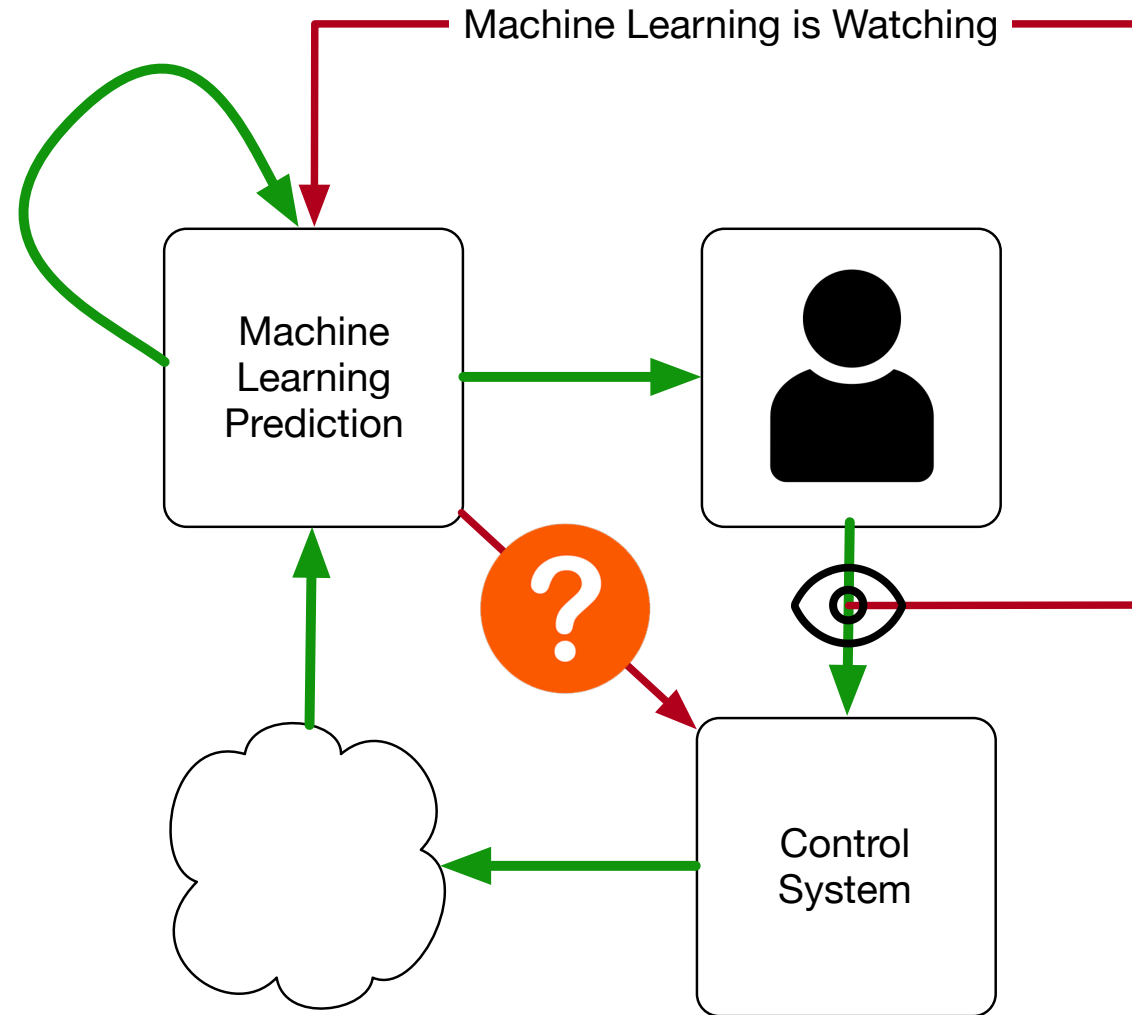 Machine Learning is Watching
Machine
Learning
Prediction
?
Control
System